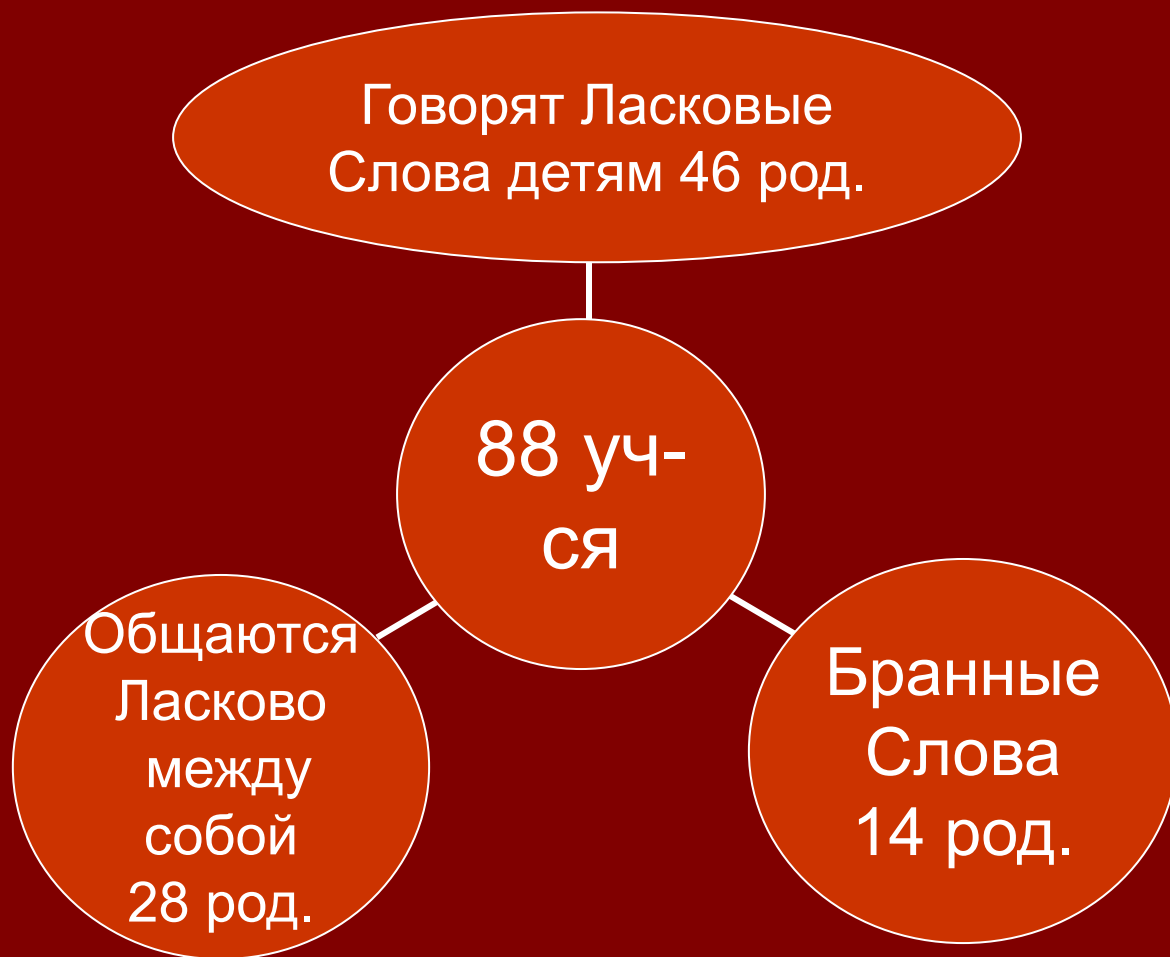 Говорят Ласковые
Слова детям 46 род.
88 уч-
ся
Общаются
Ласково
между
собой
28 род.
Бранные
Слова
14 род.